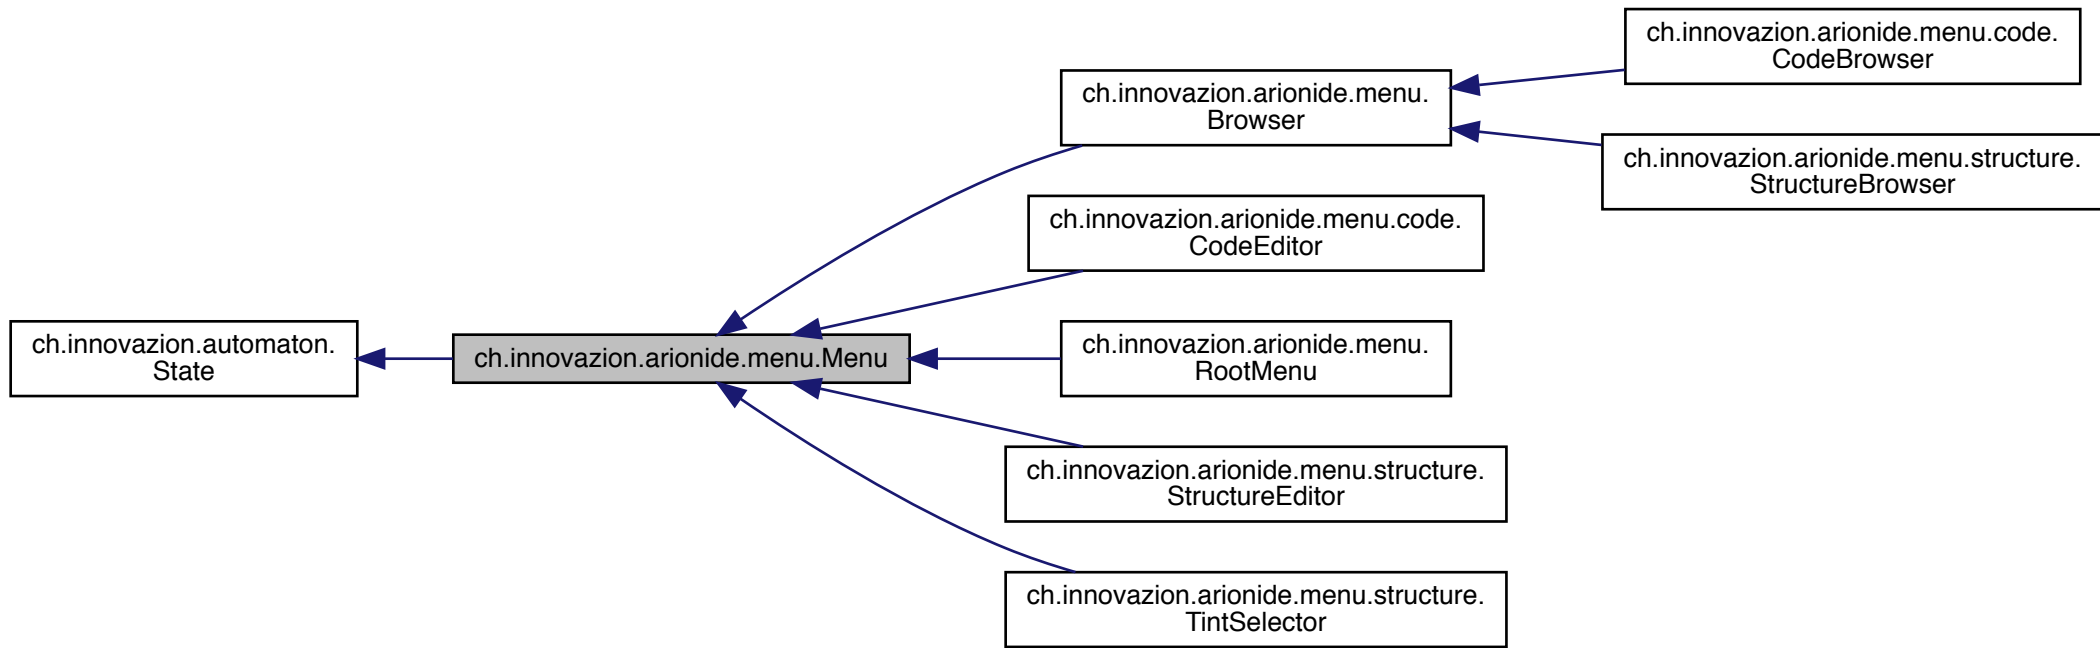 ch.innovazion.arionide.menu.code.
CodeBrowser
ch.innovazion.arionide.menu.
Browser
ch.innovazion.arionide.menu.structure.
StructureBrowser
ch.innovazion.arionide.menu.code.
CodeEditor
ch.innovazion.automaton.
State
ch.innovazion.arionide.menu.Menu
ch.innovazion.arionide.menu.
RootMenu
ch.innovazion.arionide.menu.structure.
StructureEditor
ch.innovazion.arionide.menu.structure.
TintSelector